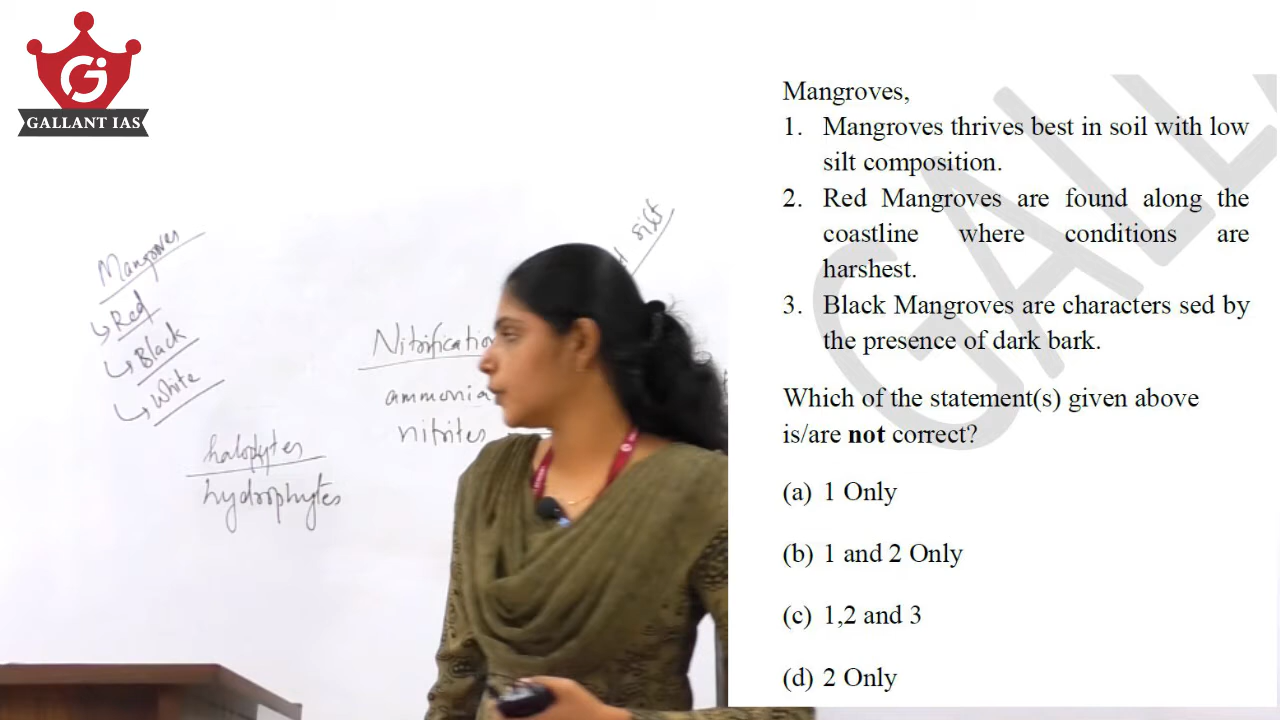 GALLANT IAS
Mangroves
Red
Black
White
halopytes
hydrophytes
Nitrification
ammonia
nitrites
silt
Mangroves,
1. Mangroves thrives best in soil with low
silt composition.
2. Red Mangroves are found along the
coastline where conditions are
harshest.
3. Black Mangroves are characters sed by
the presence of dark bark.
Which of the statement(s) given above
is/are not correct?
(a) 1 Only
(b) 1 and 2 Only
(c) 1,2 and 3
(d) 2 Only
GALL